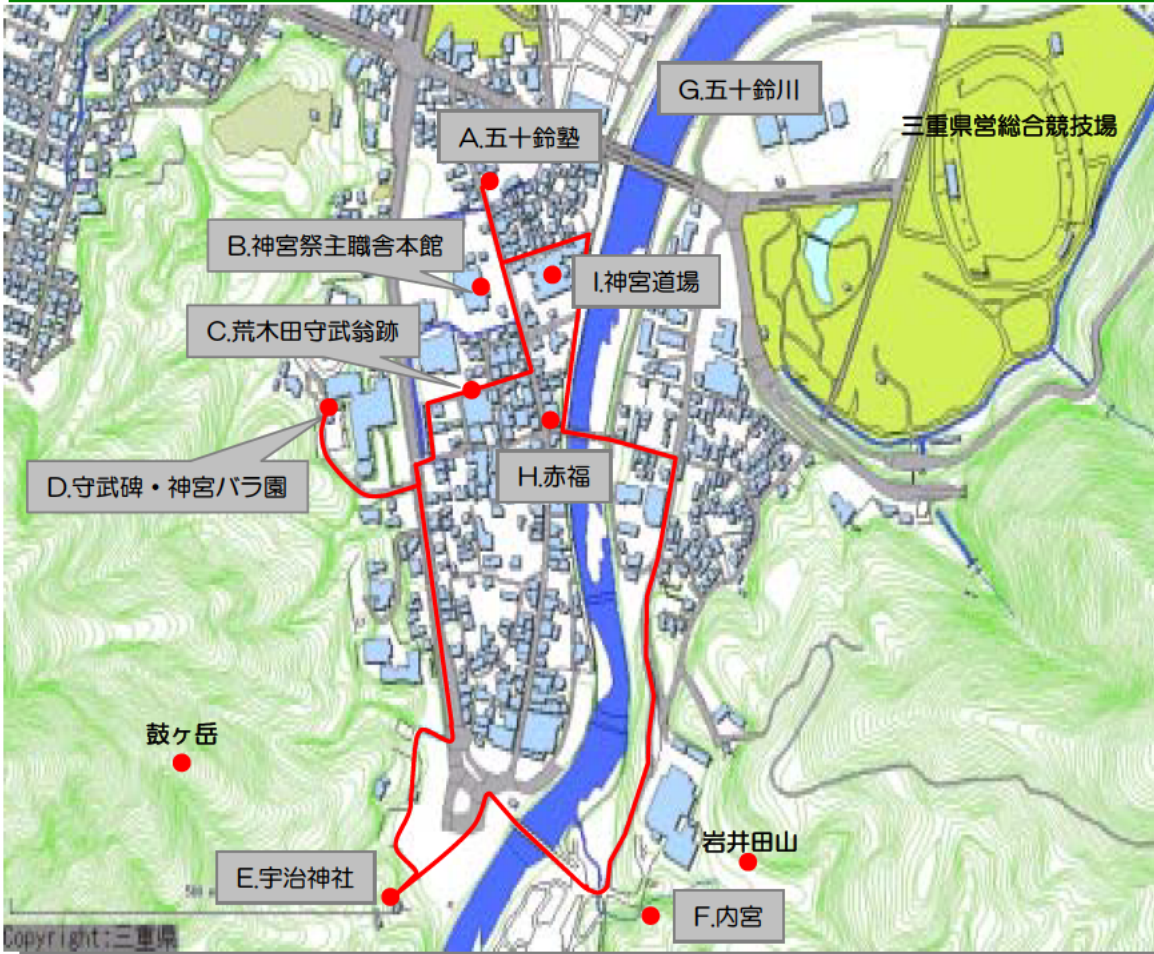 G.五十鈴川
三重県営総合競技場
A.五十鈴塾
B.神宮祭主職舎本館
I.神宮道場
C.荒木田守武翁跡
D.守武碑・神宮バラ園
H.赤福
鼓ヶ岳
岩井田山
E.宇治神社
500 m
F.内宮
Copyright:三重県